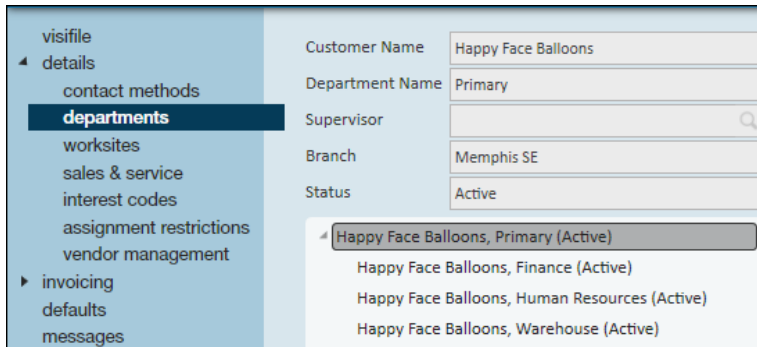 visifile
details
contact methods
departments
worksites
sales & service
interest codes
assignment restrictions
vendor management
invoicing
defaults
messages
Customer Name Happy Face Balloons
Department Name Primary
Supervisor
Branch Memphis SE
Status Active
Happy Face Balloons, Primary (Active)
Happy Face Balloons, Finance (Active)
Happy Face Balloons, Human Resources (Active)
Happy Face Balloons, Warehouse (Active)